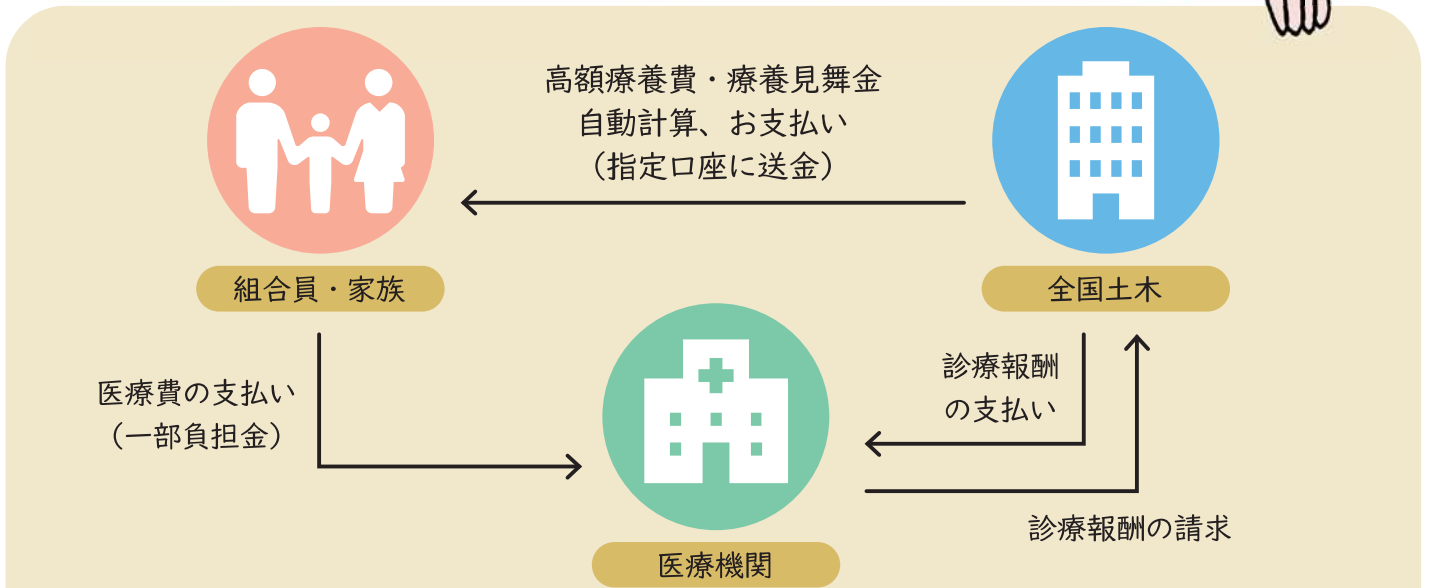 高額療養費・療養見舞金
自動計算、お支払い
（指定口座に送金）
組合員・家族
全国土木
医療費の支払い
（一部負担金）
診療報酬
の支払い
診療報酬の請求
医療機関